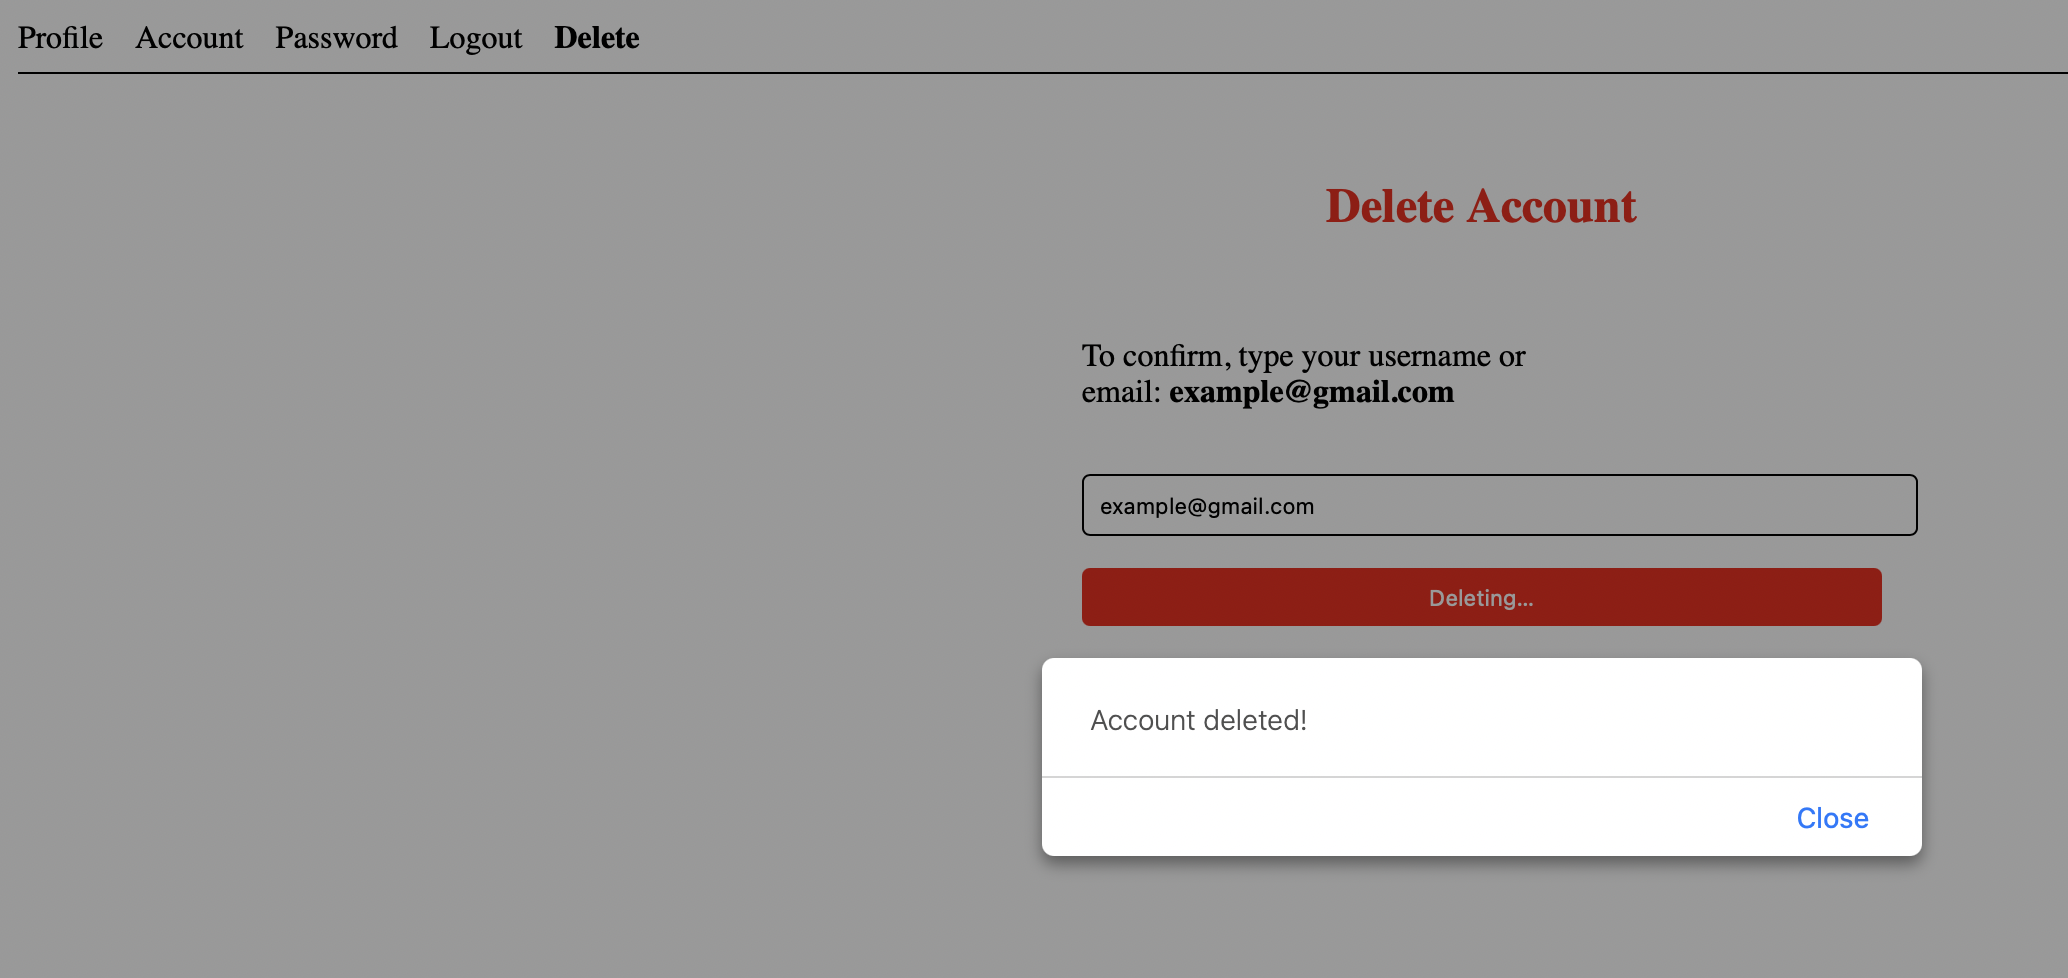 Profile Account Password Logout Delete
Delete Account
To confirm, type your username or
email: example@gmail.com
example@gmail.com
Deleting...
Account deleted!
Close